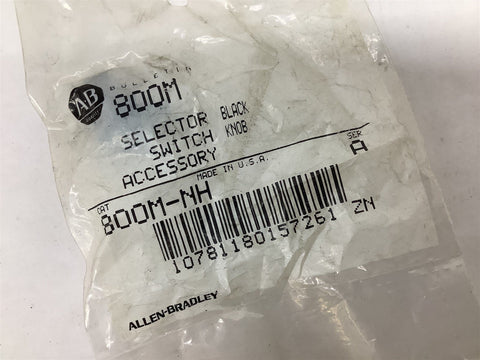 AB
BULLETIN
800M
SELECTOR BLACK
SWITCH KNOB
ACCESSORY
MADE IN U.S.A.
CAT SER
800M-NH A
10781180157261 ZN
ALLEN-BRADLEY